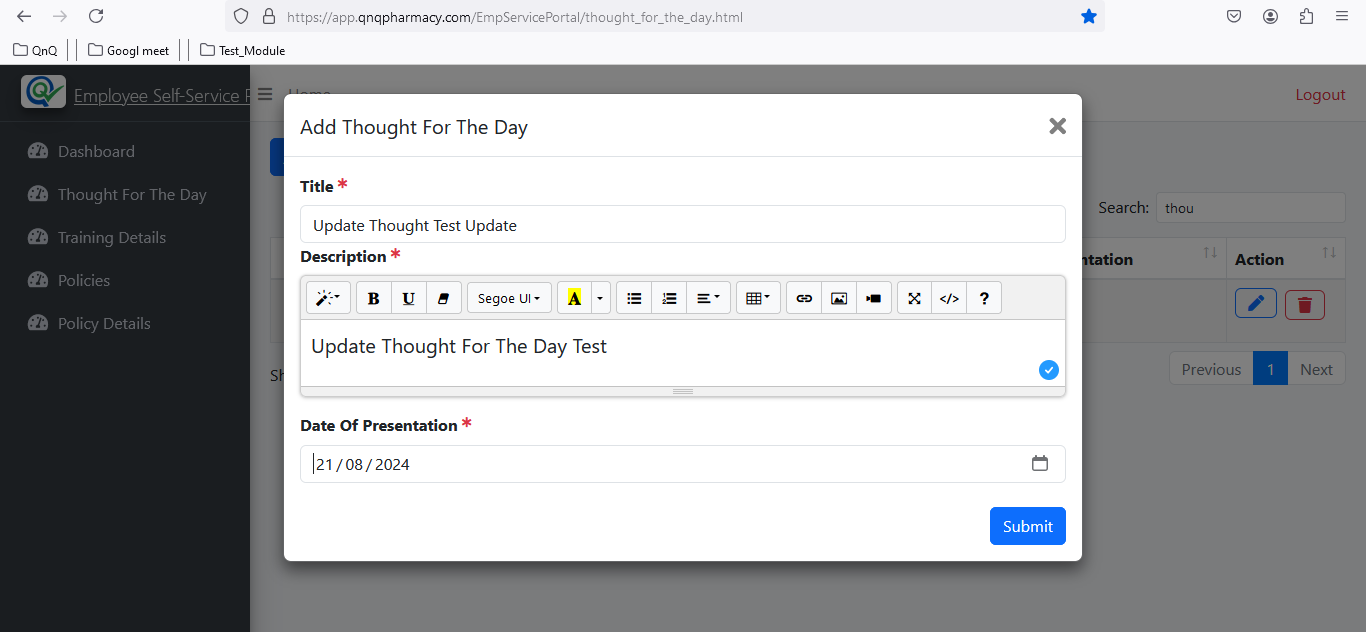 https://app.qnqpharmacy.com/EmpServicePortal/thought_for_the_day.html
QnQ
Googl meet
Test_Module
Employee Self-Service P
Home
Logout
Dashboard
Thought For The Day
Training Details
Policies
Policy Details
Add Thought For The Day
Title *
Update Thought Test Update
Description *
B U Segoe UI A </> ?
Update Thought For The Day Test
Date Of Presentation *
21/08/2024
Submit
Search: thou
ntation
Action
Sh
Previous 1 Next